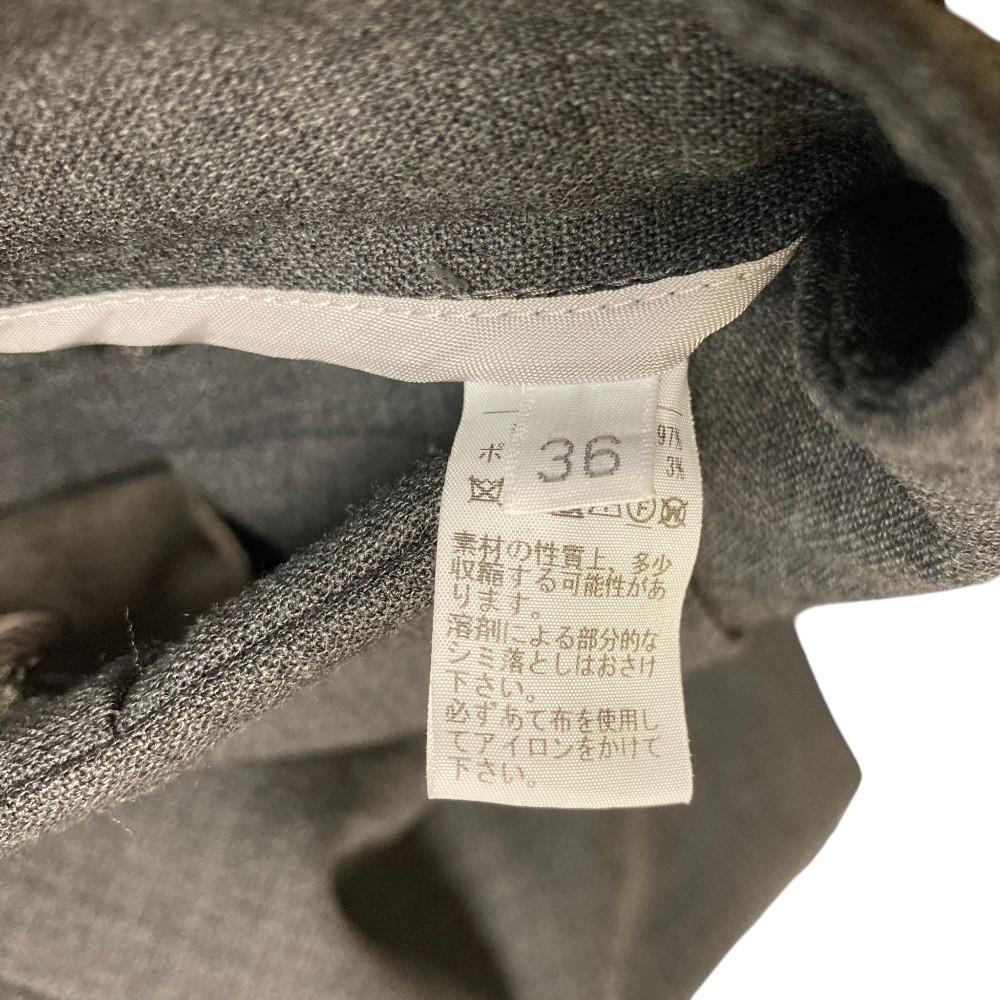 97%
ポ
36
3%
Ⓕ
素材の性質上、多少
収縮する可能性があ
ります。
溶剤による部分的な
シミ落としはおさけ
下さい。
必ずあて布を使用し
てアイロンをかけて
下さい。